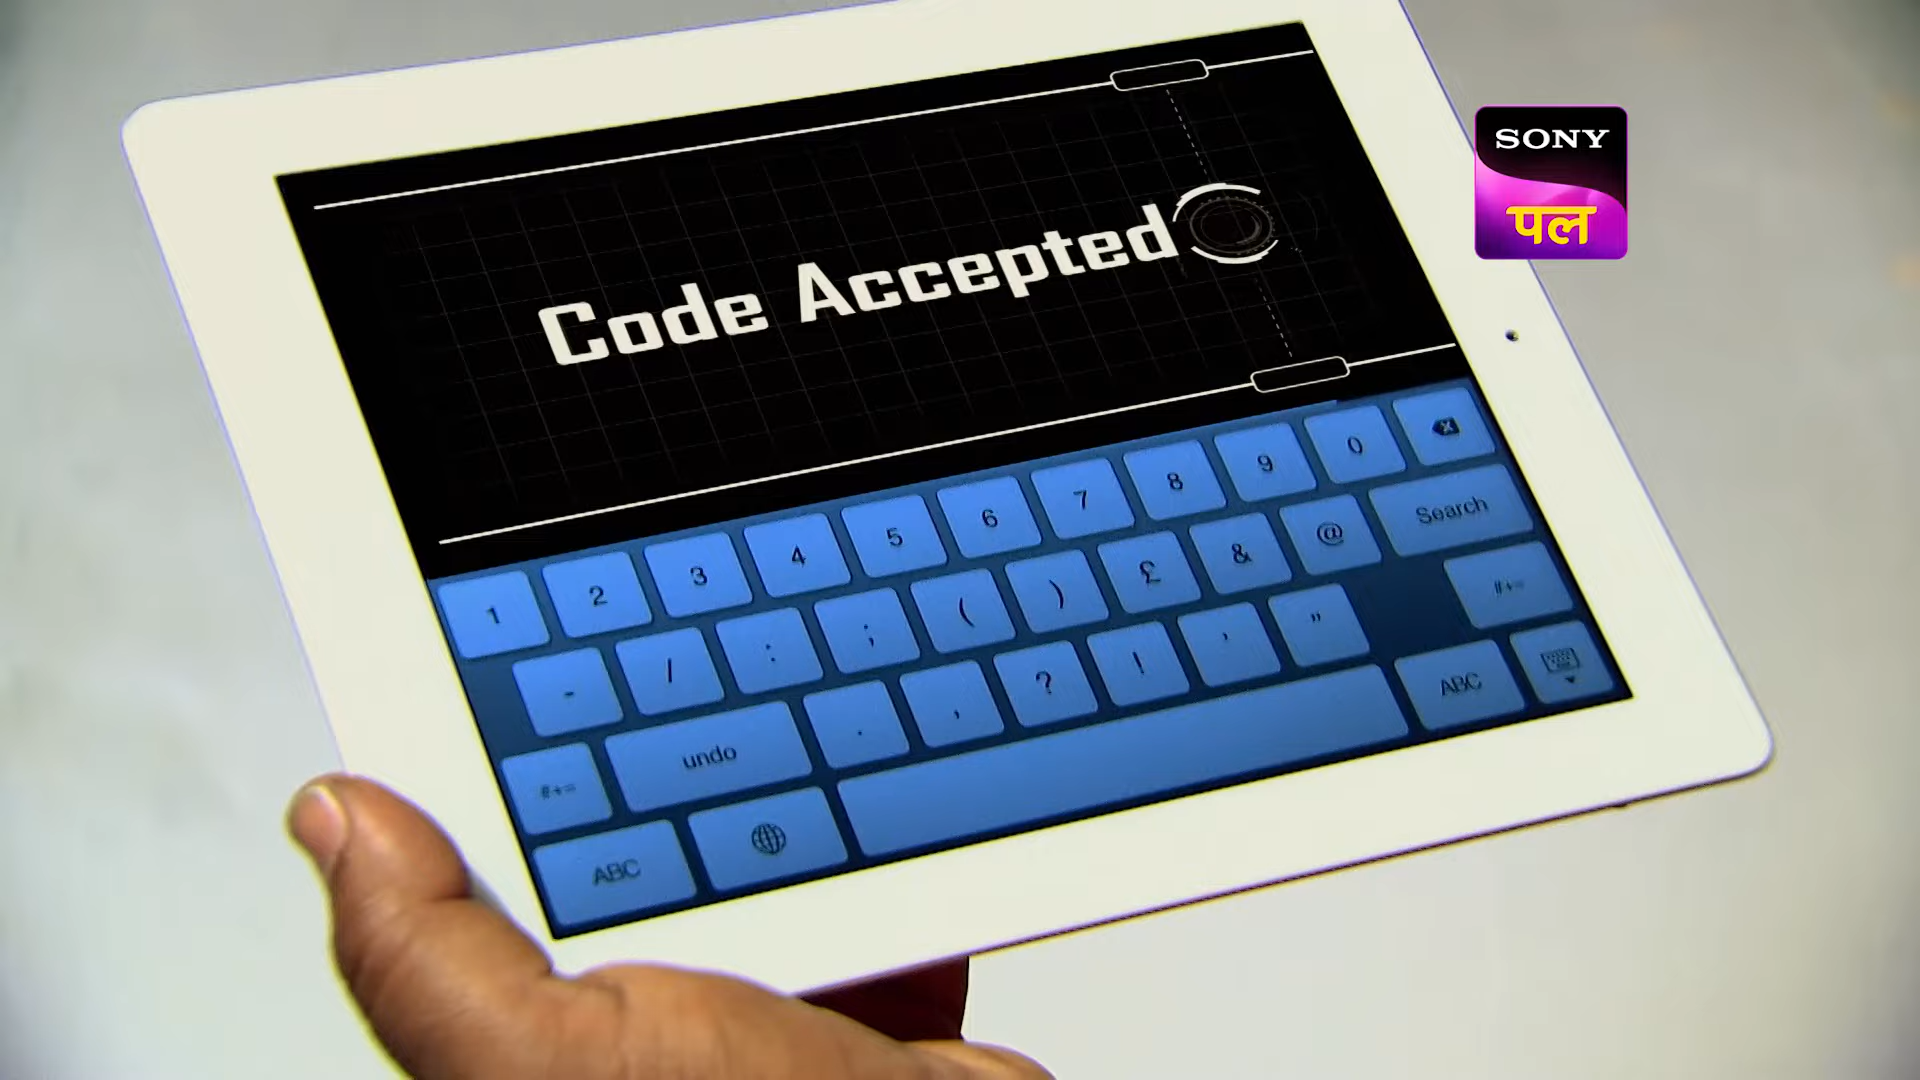 SONY
पल
Code Accepted
1 2 3 4 5 6 7 8 9 0
- / : ; ( ) £ & @ Search
#+= undo . , ? ! ' " #+=
ABC ABC